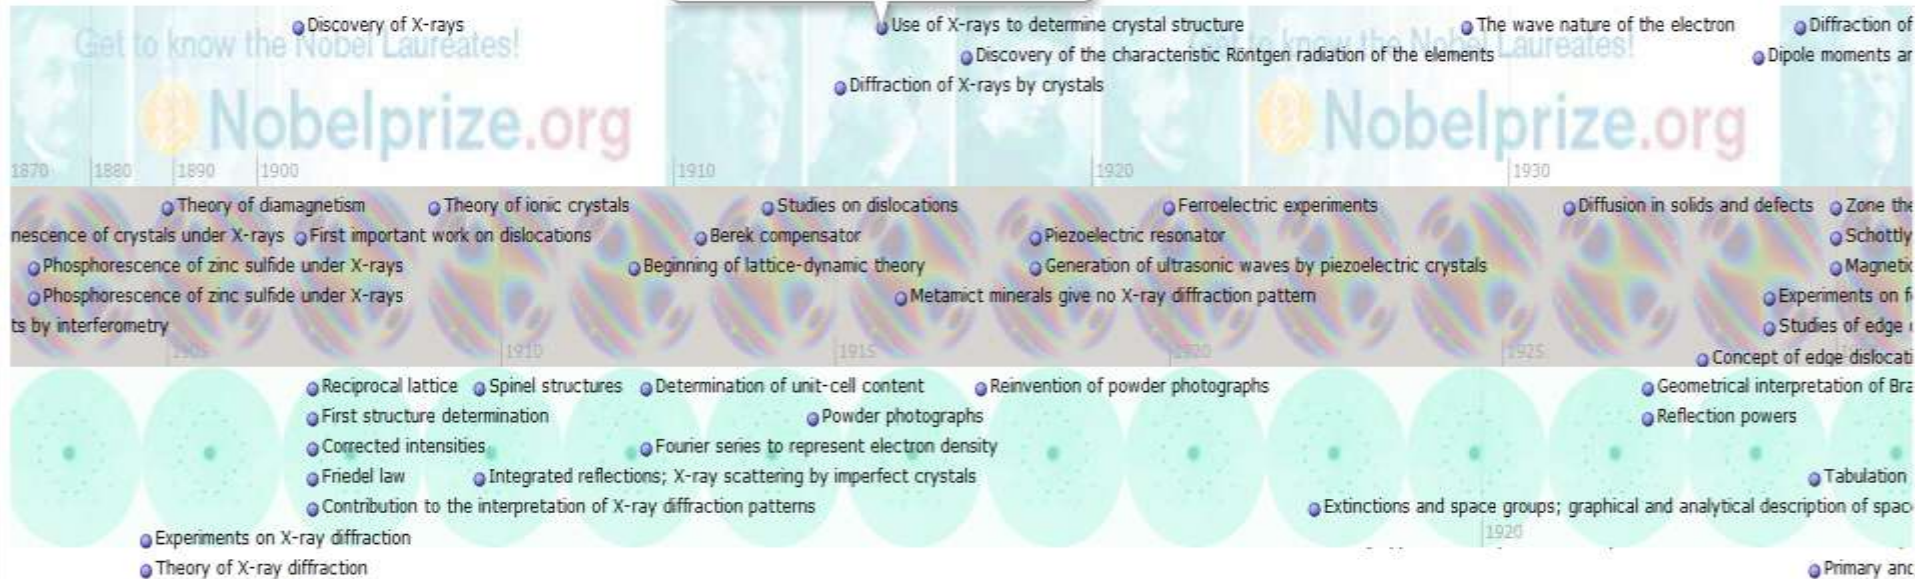 Discovery of X-rays
Use of X-rays to determine crystal structure
The wave nature of the electron
Diffraction of
Get to know the Nobel Laureates!
to know the Nobel Laureates!
Discovery of the characteristic Röntgen radiation of the elements
Dipole moments ar
Diffraction of X-rays by crystals
Nobelprize.org
Nobelprize.org
1870 1880 1890 1900 1910 1920 1930
Theory of diamagnetism
Theory of ionic crystals
Studies on dislocations
Ferroelectric experiments
Diffusion in solids and defects
Zone the
nescence of crystals under X-rays
First important work on dislocations
Berek compensator
Piezoelectric resonator
Schottly
Phosphorescence of zinc sulfide under X-rays
Beginning of lattice-dynamic theory
Generation of ultrasonic waves by piezoelectric crystals
Magnetic
Phosphorescence of zinc sulfide under X-rays
Metamict minerals give no X-ray diffraction pattern
Experiments on f
ts by interferometry
Studies of edge
1905 1910 1915 1920 1925
Concept of edge dislocati
Reciprocal lattice
Spinel structures
Determination of unit-cell content
Reinvention of powder photographs
Geometrical interpretation of Bra
First structure determination
Powder photographs
Reflection powers
Corrected intensities
Fourier series to represent electron density
Friedel law
Integrated reflections; X-ray scattering by imperfect crystals
Tabulation
Contribution to the interpretation of X-ray diffraction patterns
Extinctions and space groups; graphical and analytical description of spac
1920
Experiments on X-ray diffraction
Theory of X-ray diffraction
Primary and